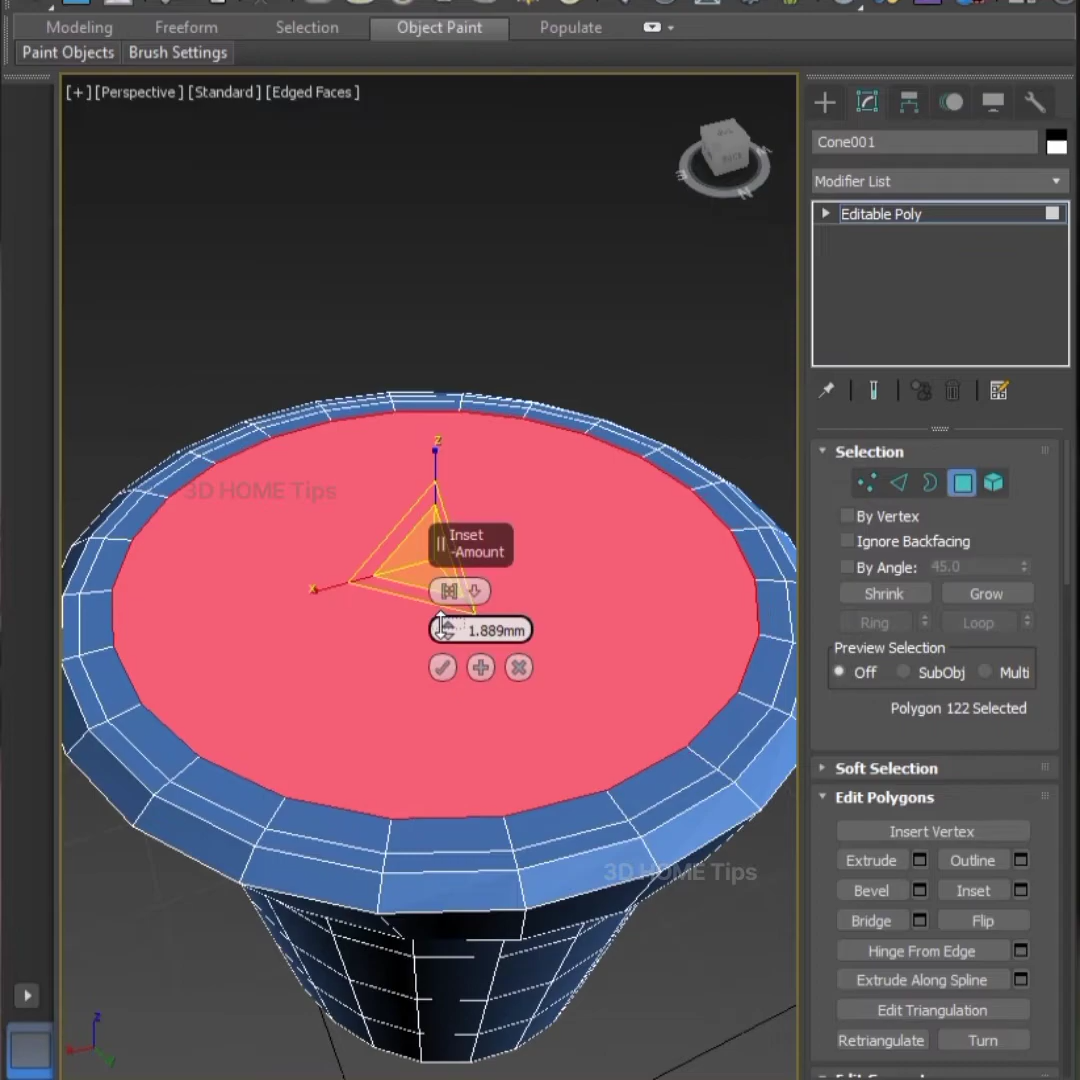 Modeling Freeform Selection Object Paint Populate
Paint Objects Brush Settings
[+] [Perspective ] [Standard ] [Edged Faces ]
Cone001
Modifier List
Editable Poly
Selection
By Vertex
Ignore Backfacing
By Angle: 45.0
Shrink Grow
Ring Loop
Preview Selection
Off SubObj Multi
Polygon 122 Selected
Soft Selection
Edit Polygons
Insert Vertex
Extrude Outline
Bevel Inset
Bridge Flip
Hinge From Edge
Extrude Along Spline
Edit Triangulation
Retriangulate Turn
z
x
3D HOME Tips
Inset
-Amount
1.889mm
3D HOME Tips
z